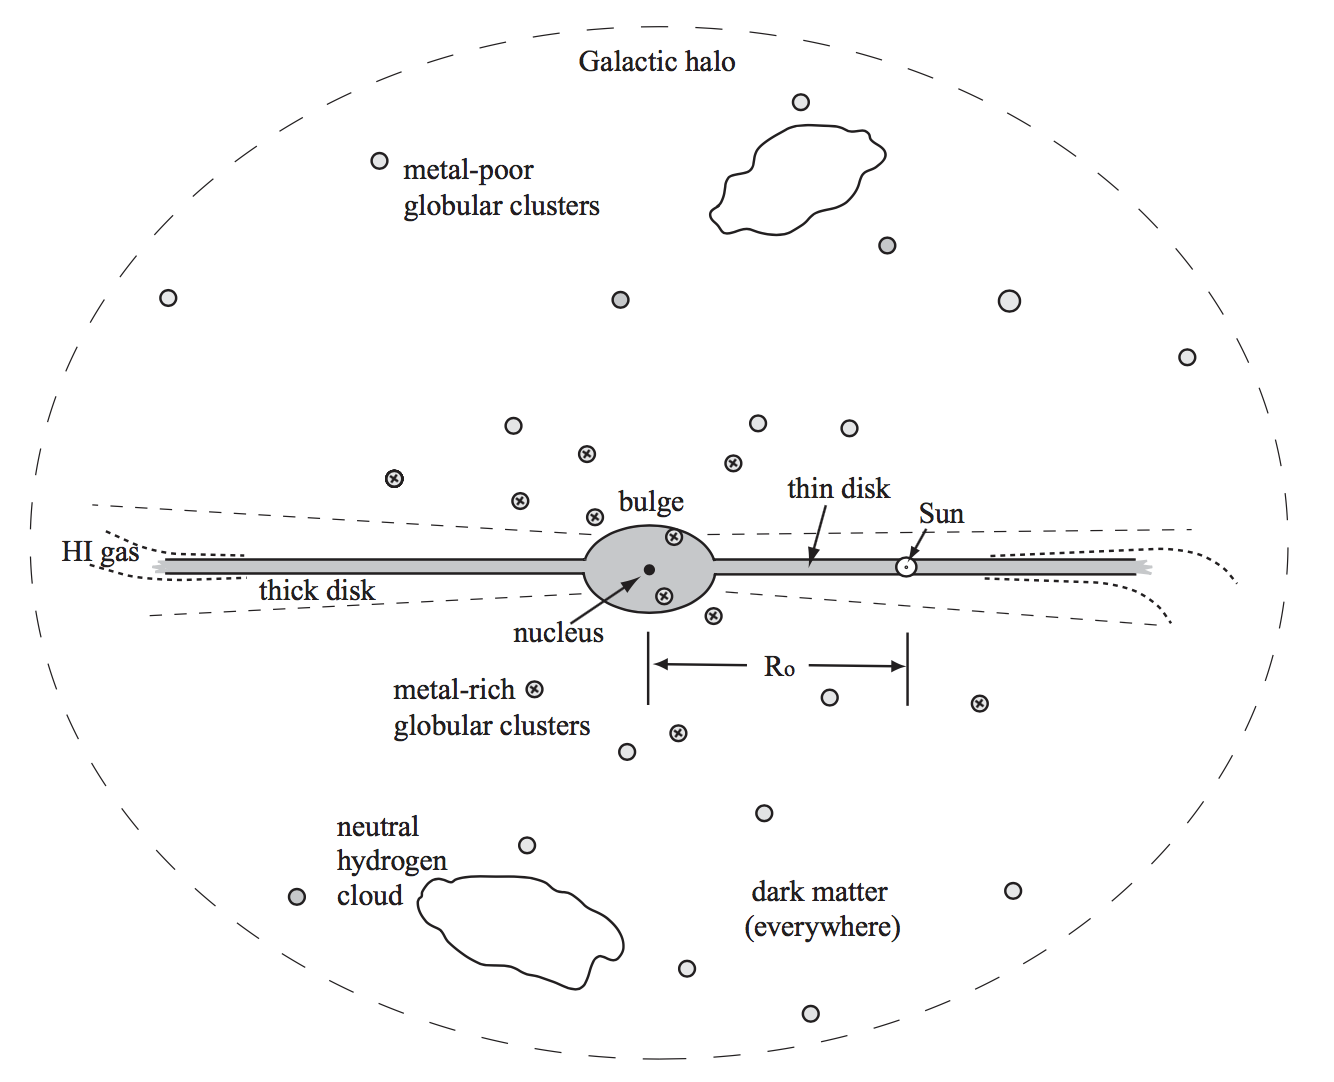 Galactic halo
metal-poor
globular clusters
thin disk
bulge
Sun
HI gas
thick disk
nucleus
Ro
metal-rich
globular clusters
neutral
hydrogen
cloud
dark matter
(everywhere)